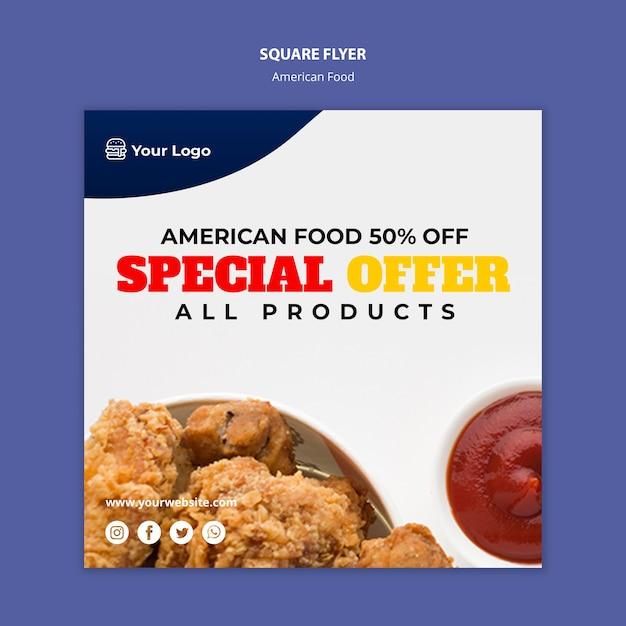 SQUARE FLYER
American Food
Your Logo
AMERICAN FOOD 50% OFF
SPECIAL OFFER
ALL PRODUCTS
www.yourwebsite.com